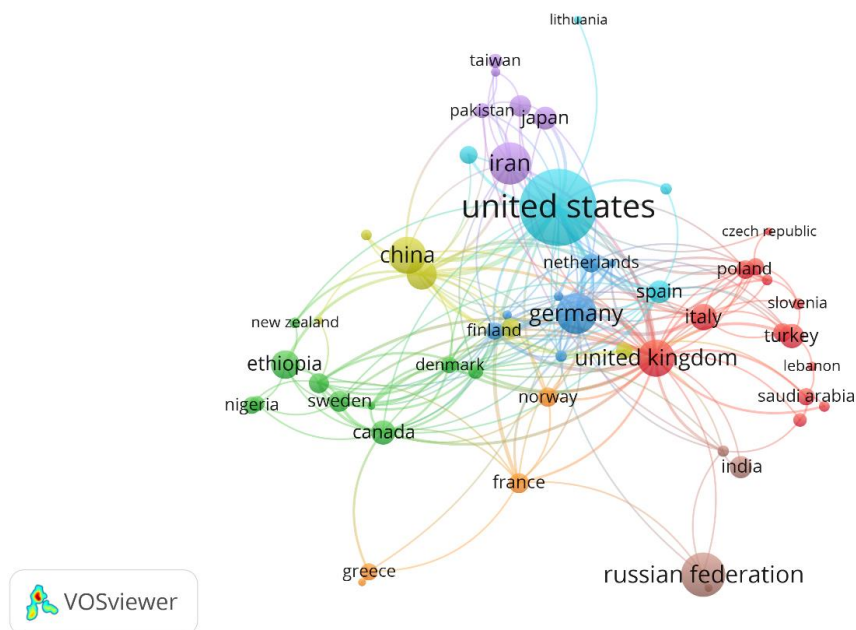 lithuania
taiwan
pakistan
japan
iran
united states
czech republic
china
netherlands
poland
spain
slovenia
new zealand
finland
germany
italy
turkey
ethiopia
denmark
united kingdom
lebanon
nigeria
sweden
norway
saudi arabia
canada
india
france
greece
russian federation
VOSviewer